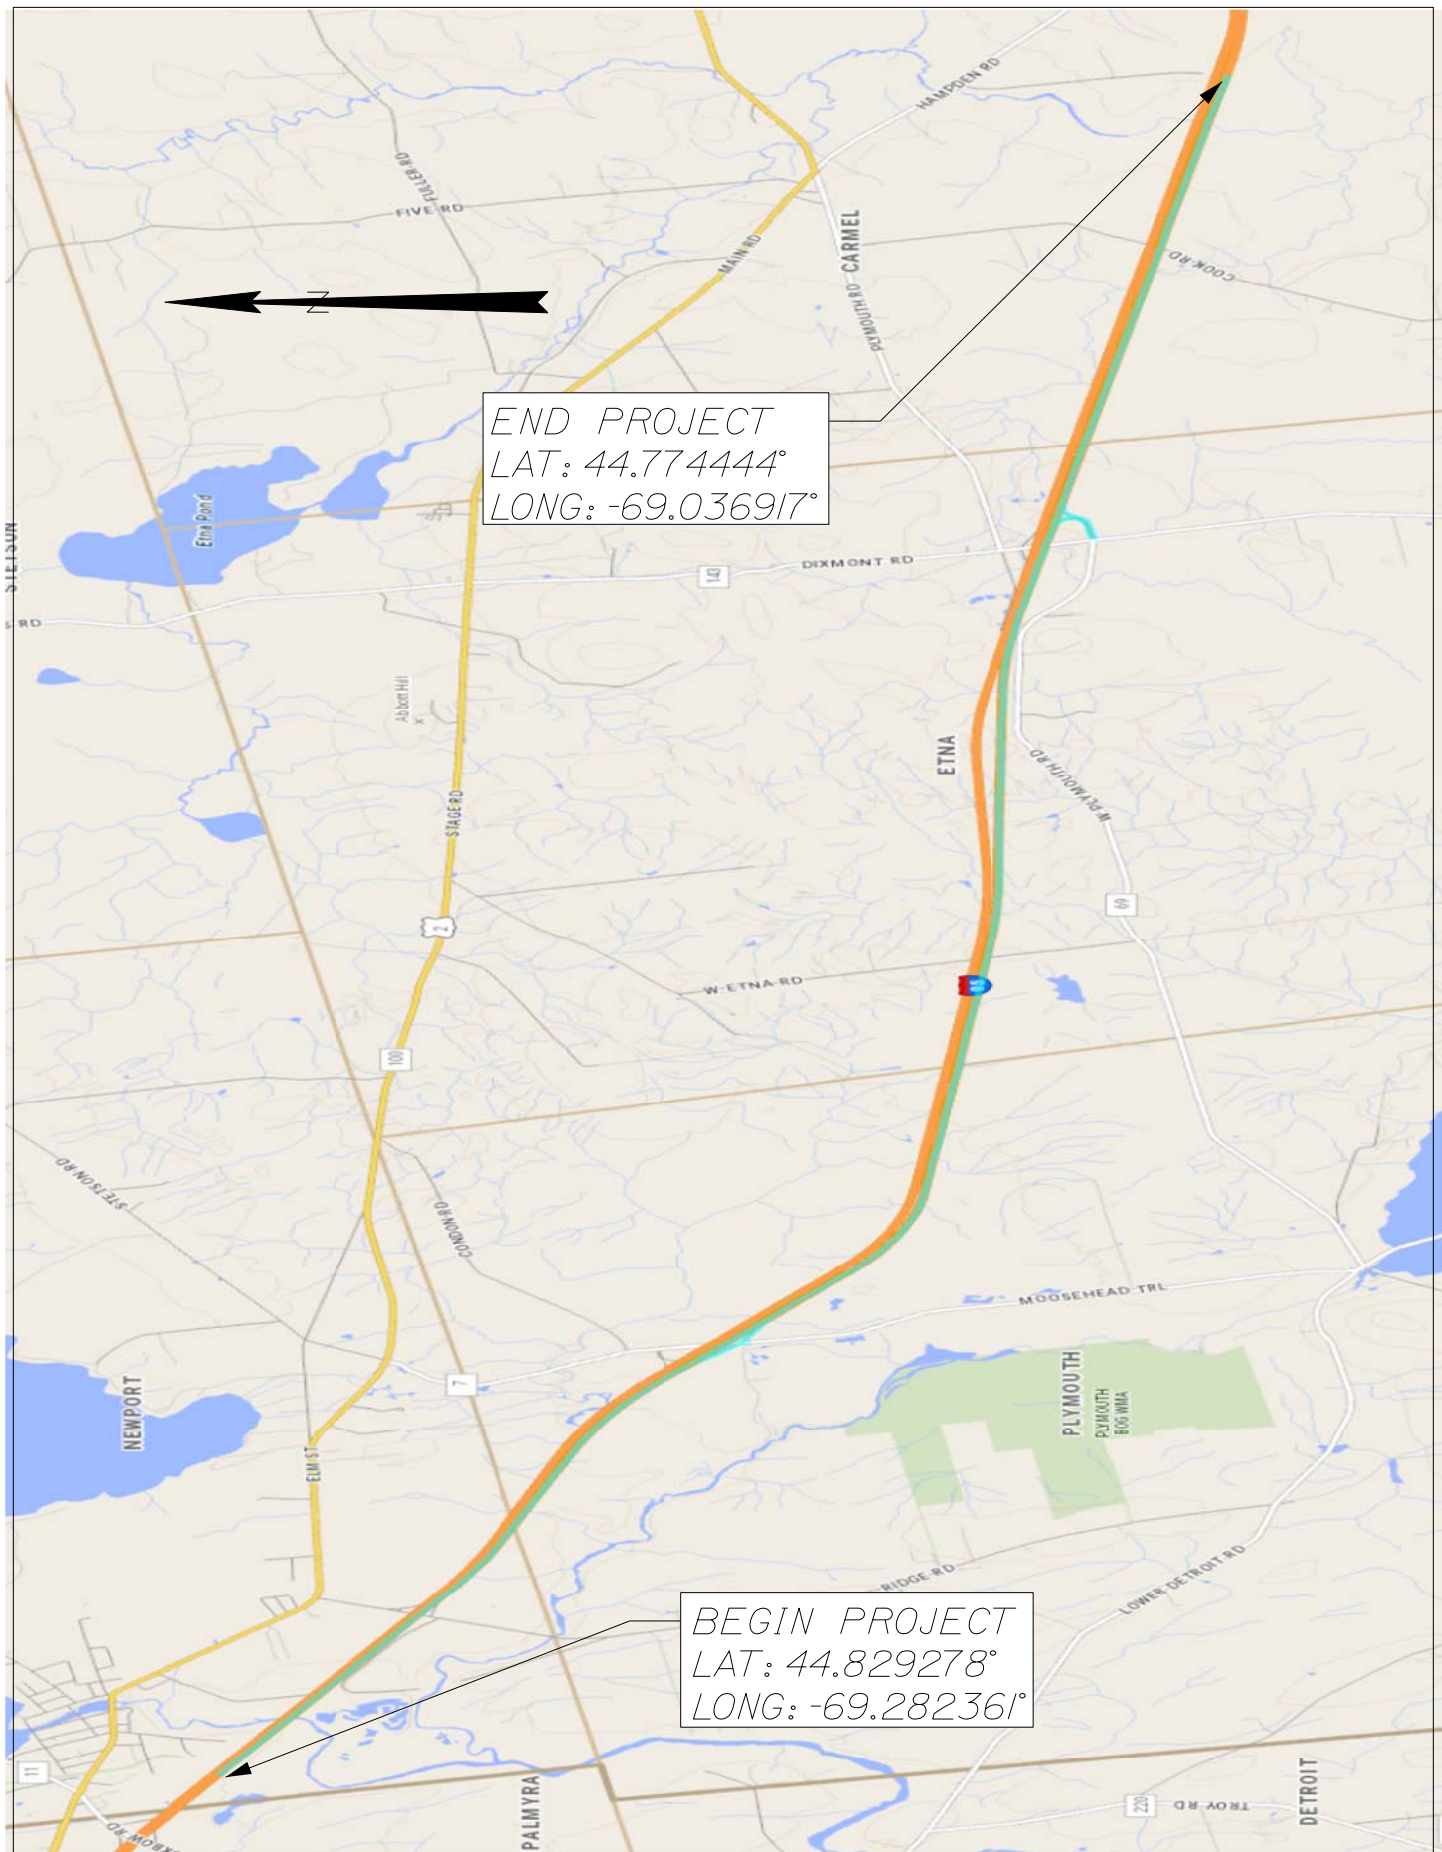 HAMPDEN RD
FULLER RD
FIVE RD
MAIN RD
CARMEL
PLYMOUTH RD
COOK RD
N
END PROJECT
LAT: 44.774444°
LONG: -69.036917°
Etna Pond
STETSON
RD
143
DIXMONT RD
Abbott Hill
x
ETNA
STAGE RD
W PLYMOUTH RD
69
2
W ETNA RD
95
100
STETSON RD
CONDON RD
MOOSEHEAD TRL
NEWPORT
7
PLYMOUTH
PLYMOUTH
BOG WMA
ELM ST
RIDGE RD
LOWER DETROIT RD
BEGIN PROJECT
LAT: 44.829278°
LONG: -69.282361°
11
PALMYRA
220
TROY RD
DETROIT